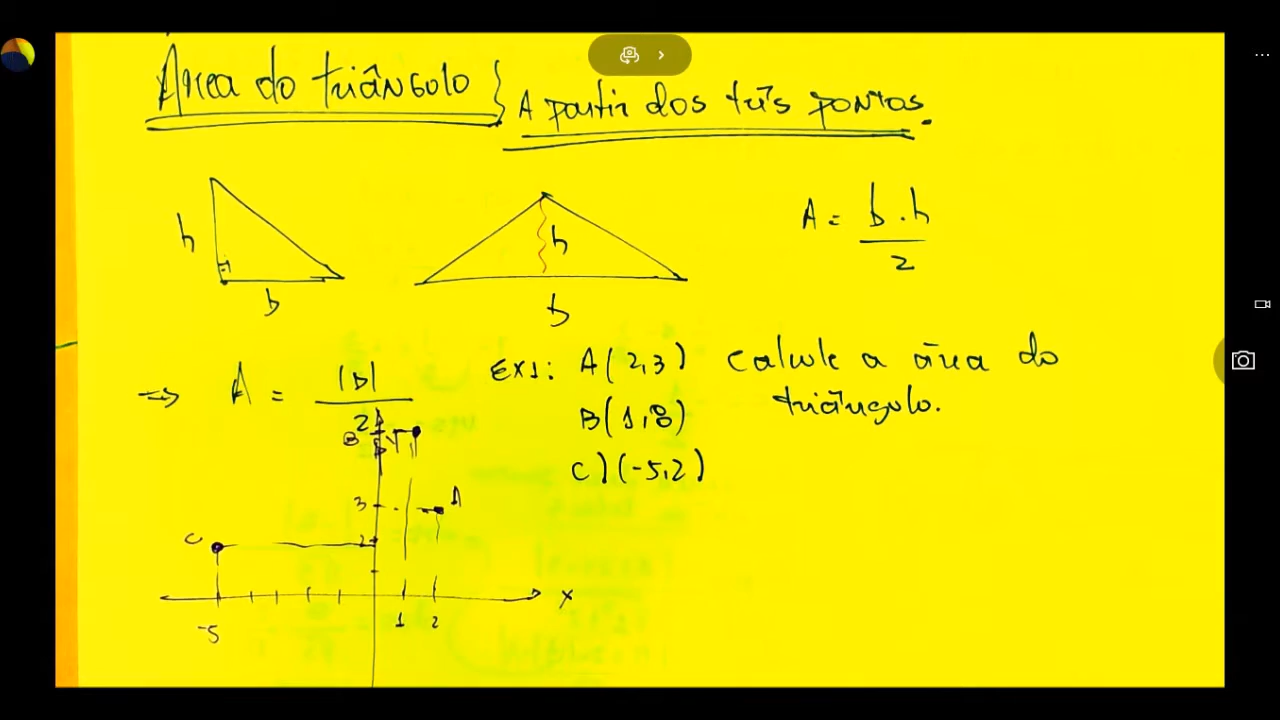 Área do triângulo } A partir dos três pontos.
h
b
h
b
A = b . h
2
=> A = |D|
2
Ex1: A(2,3) Calcule a área do
triângulo.
B(1,8)
C)(-5,2)
B
3
A
C
2
x
-5
1
2